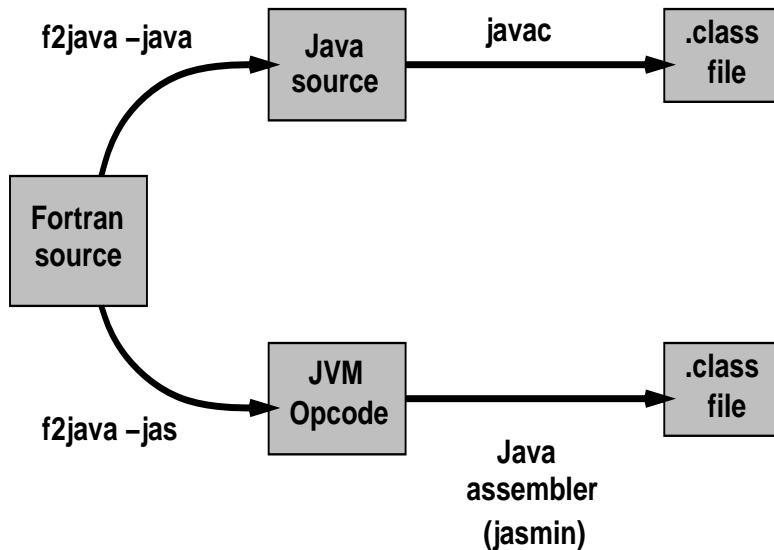 f2java –java
Java
source
javac
.class
file
Fortran
source
f2java –jas
JVM
Opcode
Java
assembler
(jasmin)
.class
file